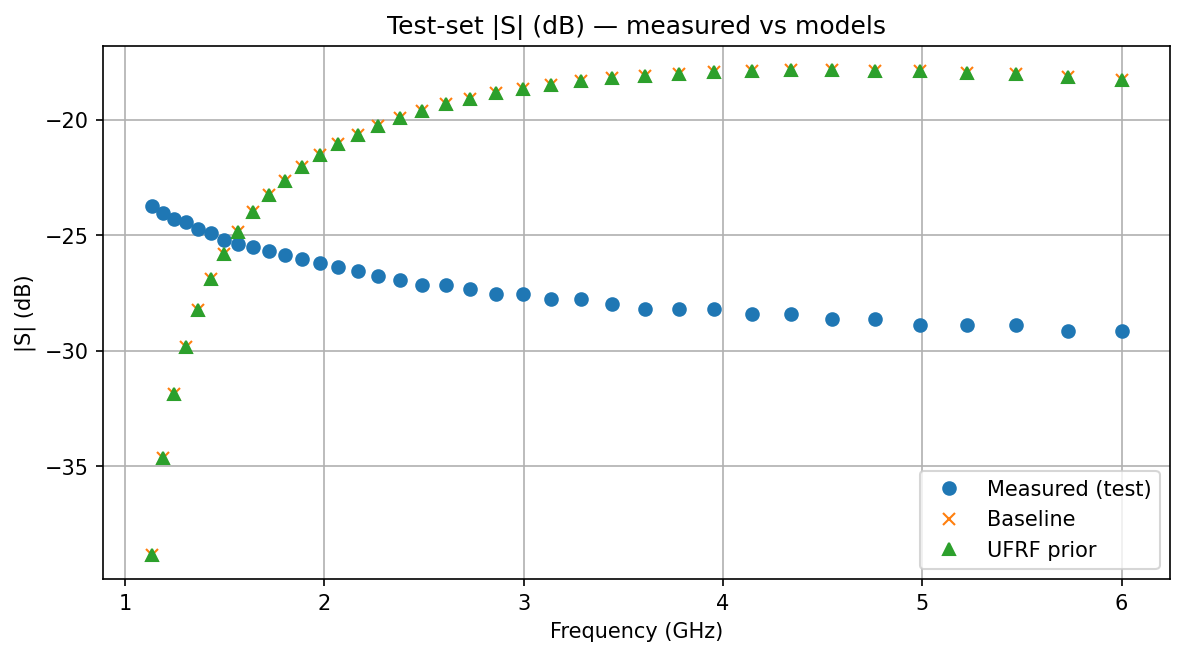 Test-set |S| (dB) — measured vs models
|S| (dB)
−20
−25
−30
−35
Measured (test)
Baseline
UFRF prior
1 2 3 4 5 6
Frequency (GHz)